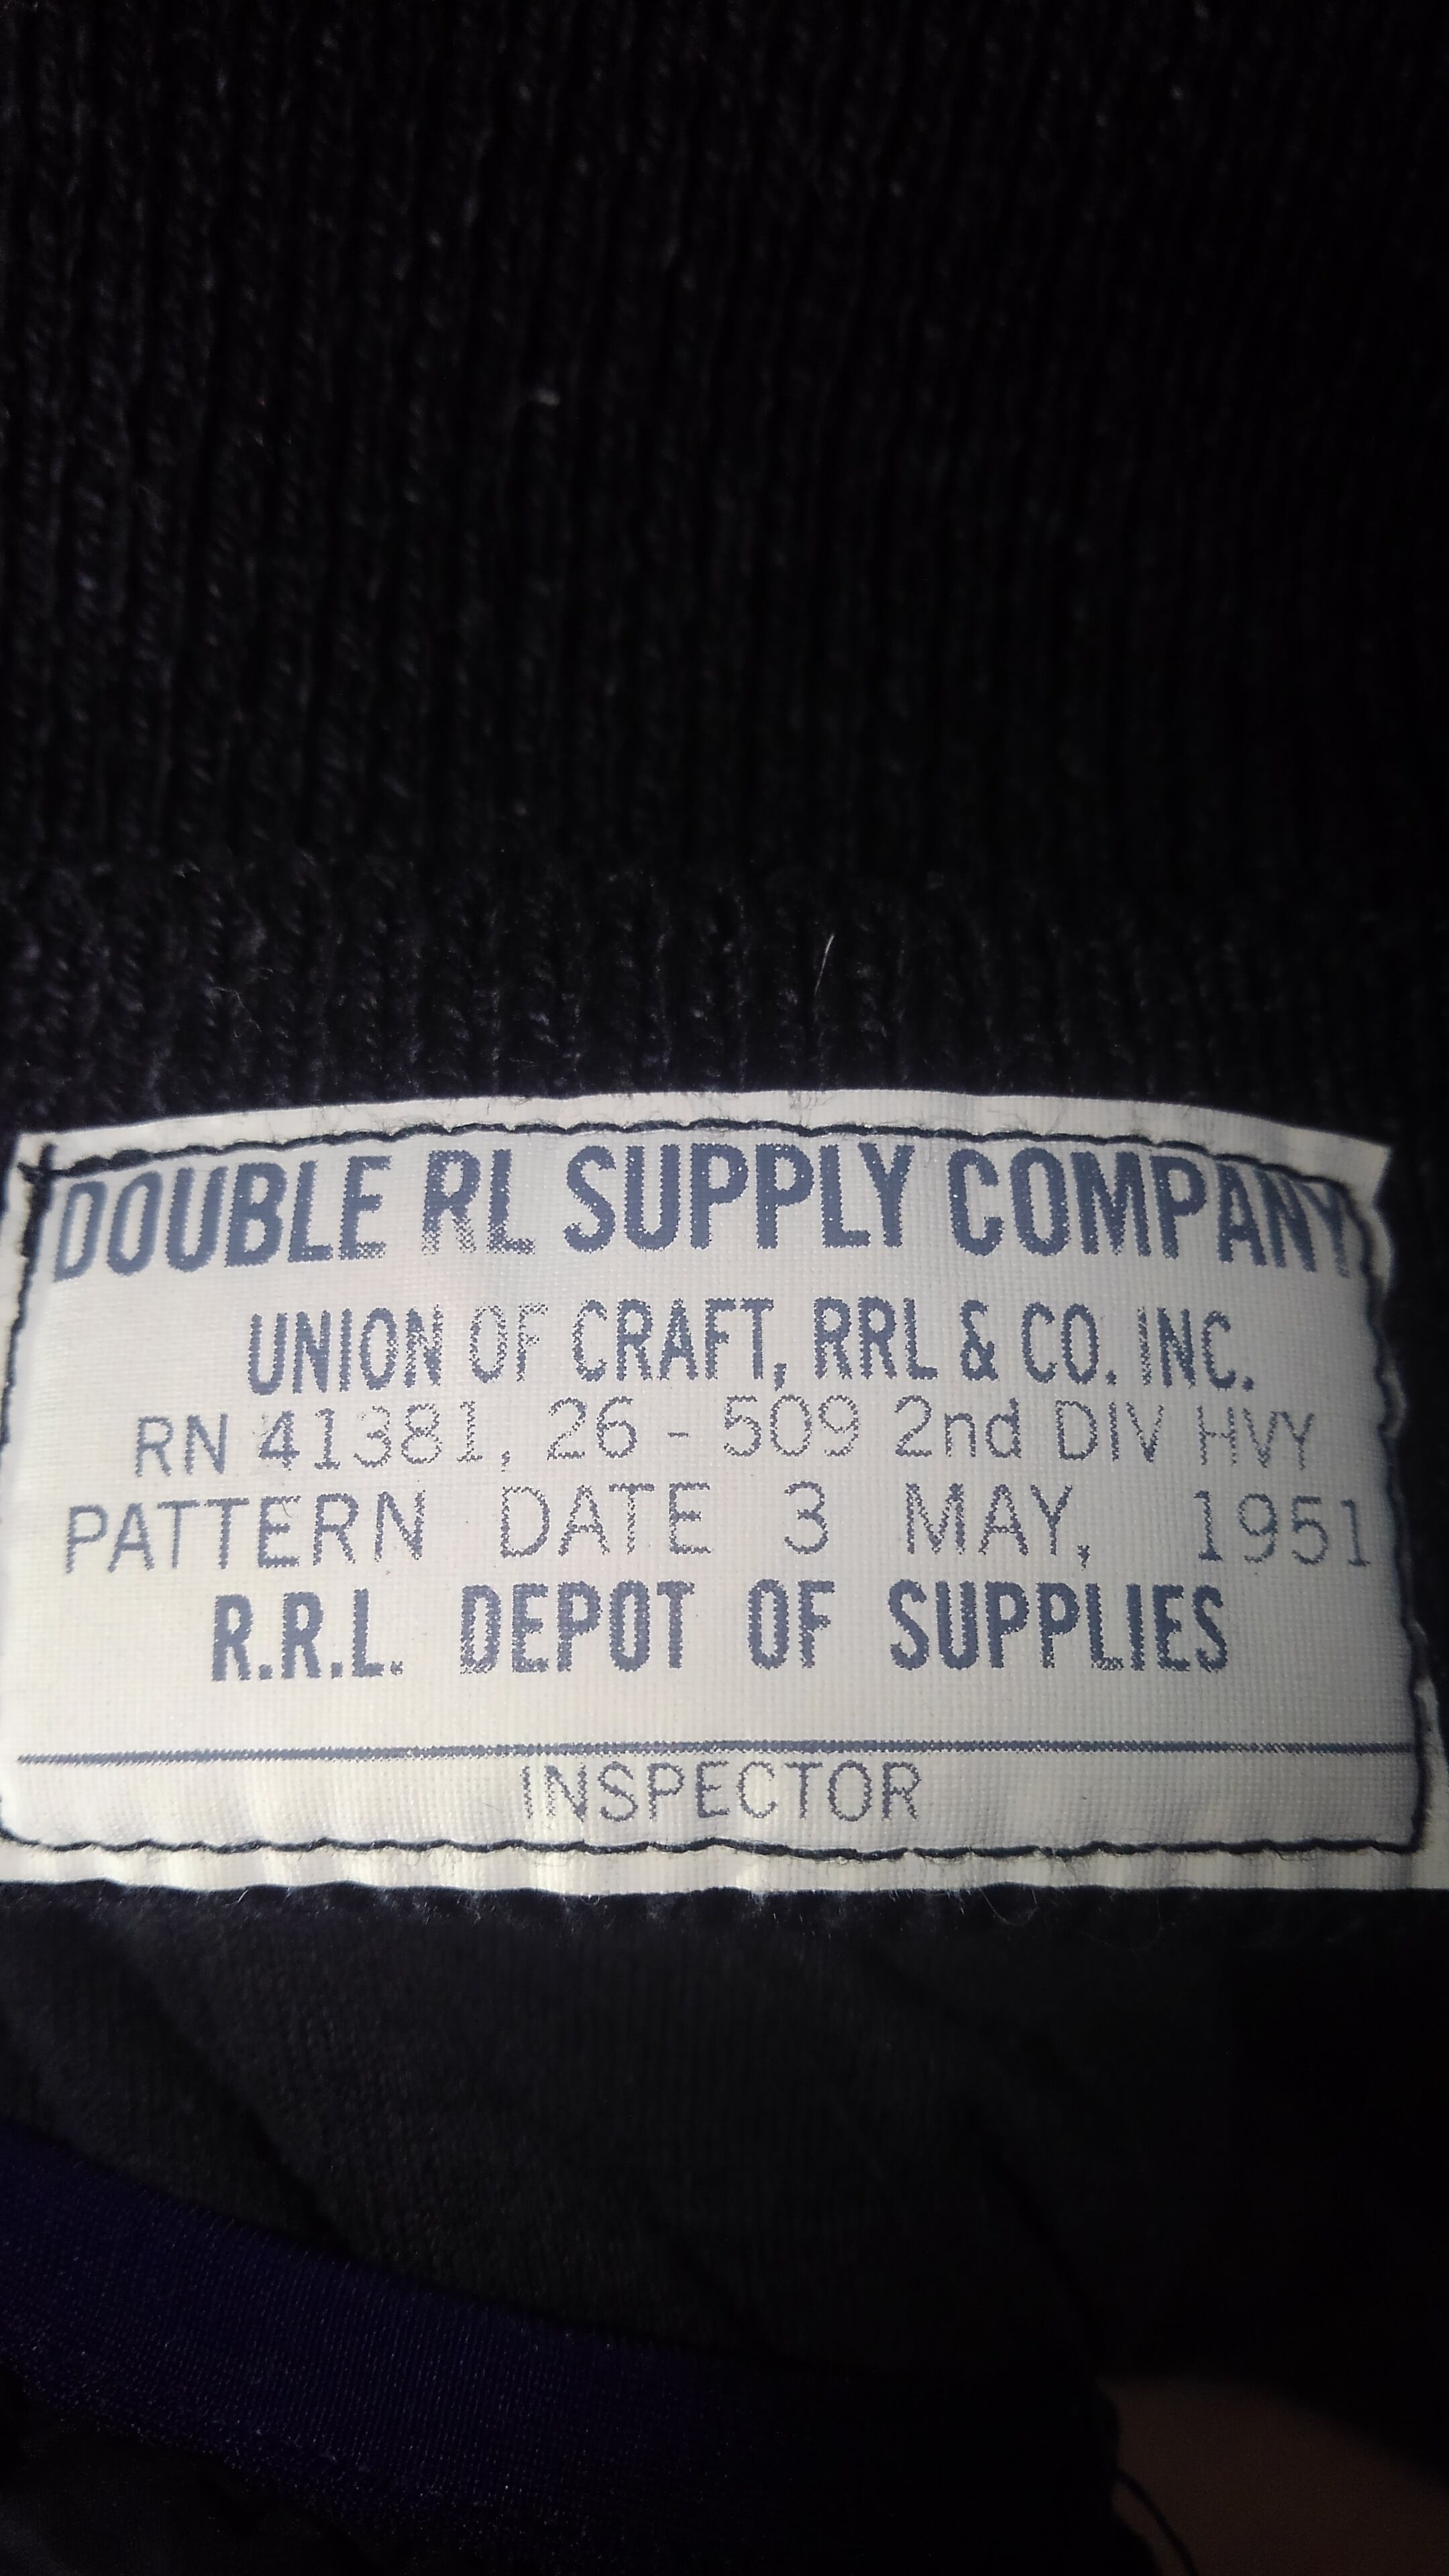 DOUBLE RL SUPPLY COMPANY
UNION OF CRAFT, RRL & CO. INC.
RN 41381, 26 - 509 2nd DIV HVY
PATTERN DATE 3 MAY, 1951
R.R.L. DEPOT OF SUPPLIES
INSPECTOR